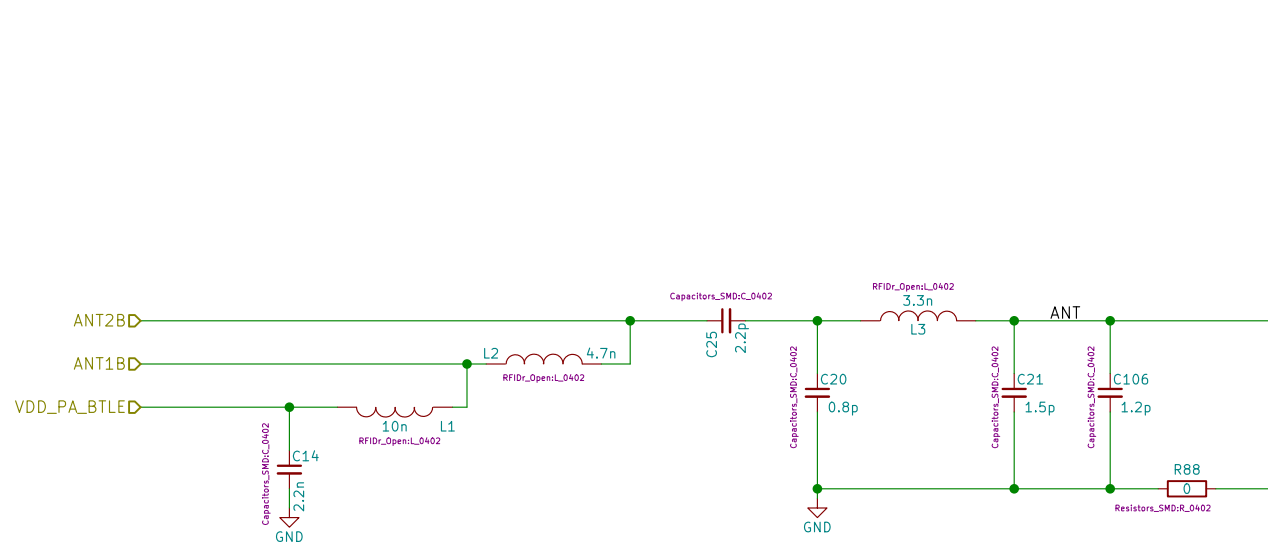 RFIDr_Open:L_0402
Capacitors_SMD:C_0402
3.3n
ANT
ANT2B
L3
C25
2.2p
L2
4.7n
ANT1B
RFIDr_Open:L_0402
Capacitors_SMD:C_0402
C20
0.8p
Capacitors_SMD:C_0402
C21
1.5p
Capacitors_SMD:C_0402
C106
1.2p
VDD_PA_BTLE
10n
L1
RFIDr_Open:L_0402
Capacitors_SMD:C_0402
C14
2.2n
GND
R88
0
Resistors_SMD:R_0402
GND